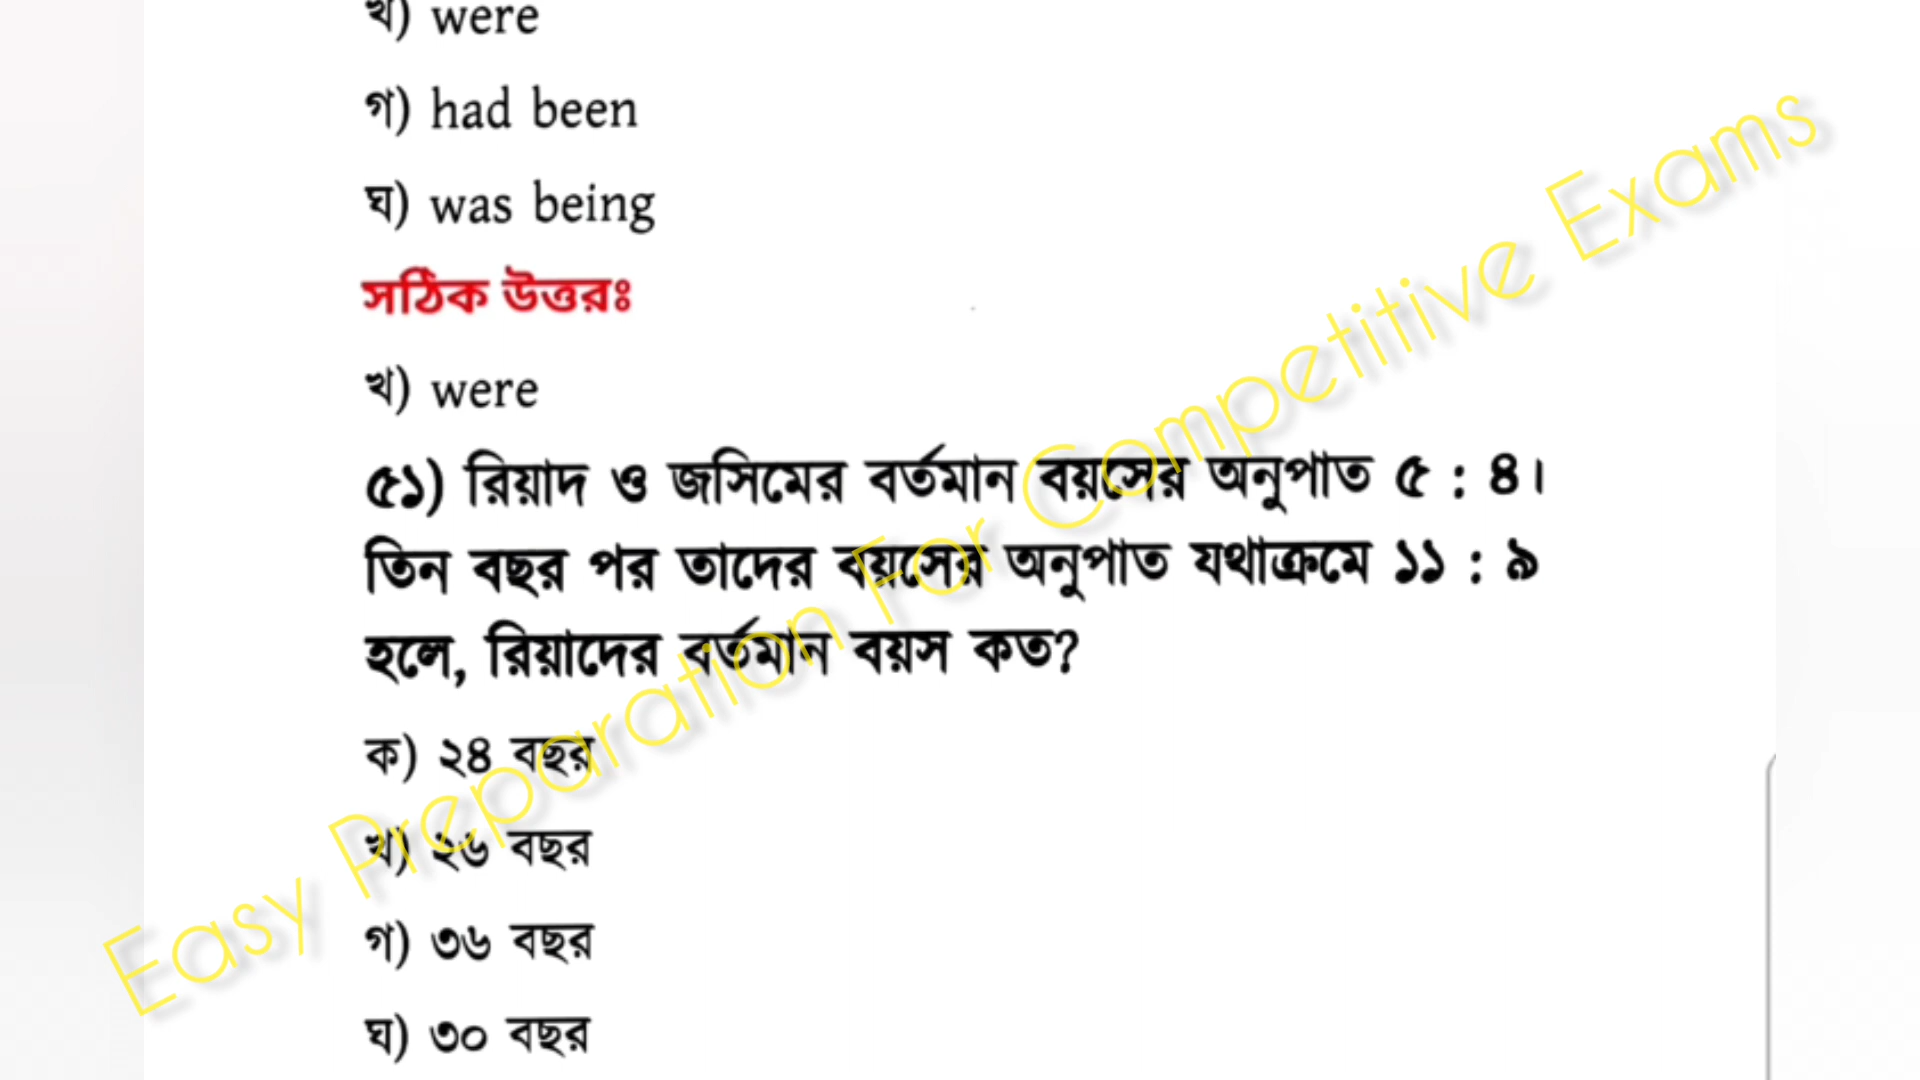 খ) were
গ) had been
ঘ) was being
সঠিক উত্তরঃ
খ) were
৫১) রিয়াদ ও জসিমের বর্তমান বয়সের অনুপাত ৫ : ৪।
তিন বছর পর তাদের বয়সের অনুপাত যথাক্রমে ১১ : ৯
হলে, রিয়াদের বর্তমান বয়স কত?
ক) ২৪ বছর
খ) ২৬ বছর
গ) ৩৬ বছর
ঘ) ৩০ বছর
Easy Preparation For Competitive Exams